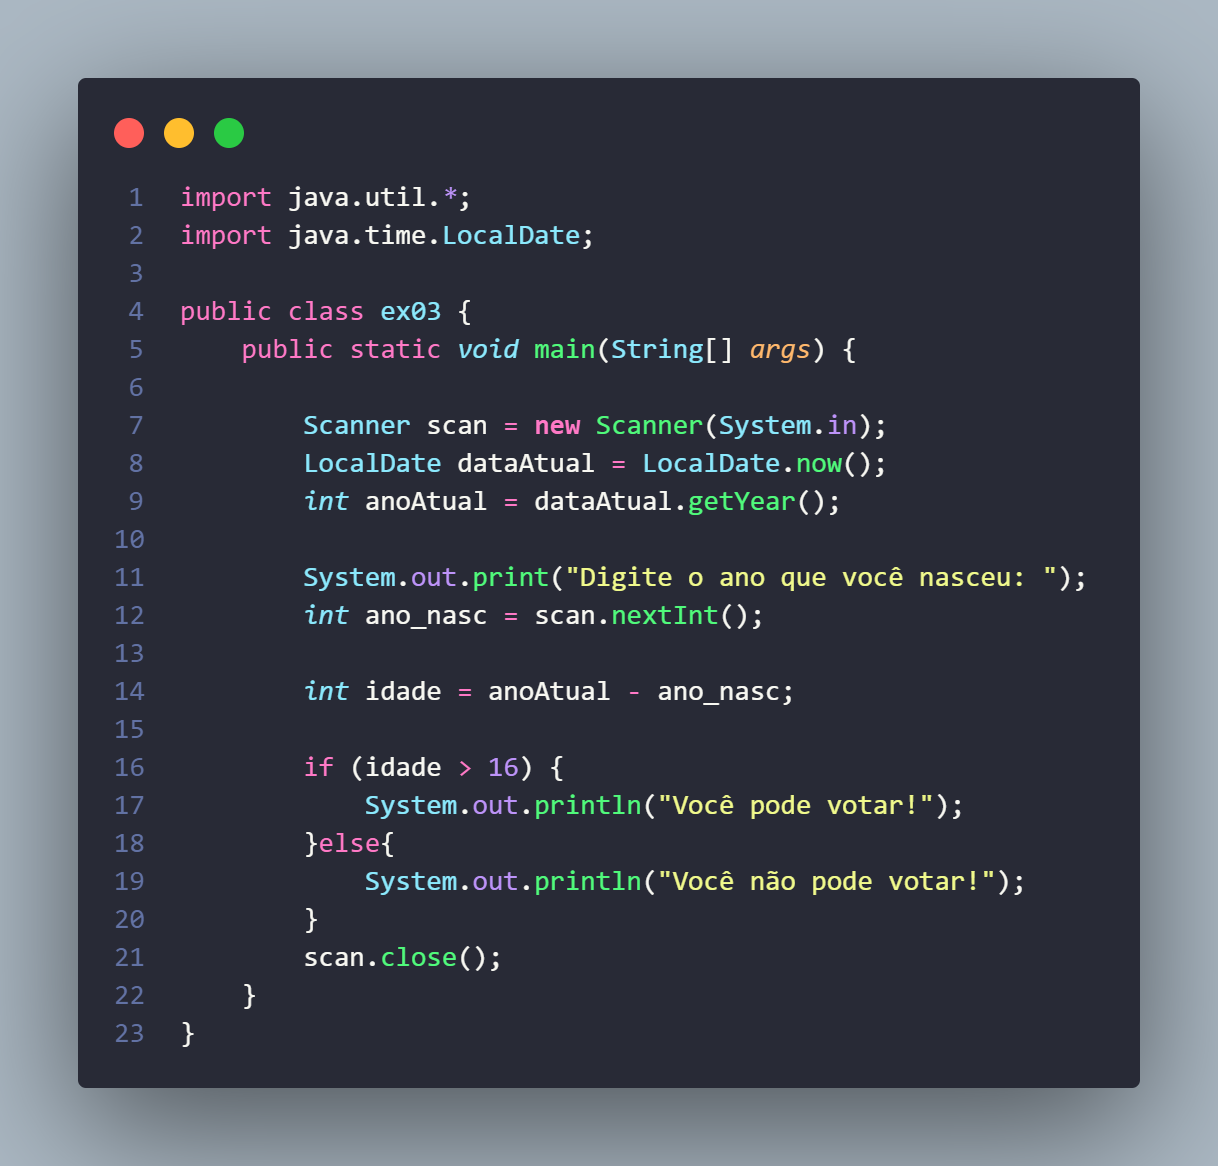 1 import java.util.*;
2 import java.time.LocalDate;
3
4 public class ex03 {
5     public static void main(String[] args) {
6
7         Scanner scan = new Scanner(System.in);
8         LocalDate dataAtual = LocalDate.now();
9         int anoAtual = dataAtual.getYear();
10
11         System.out.print("Digite o ano que você nasceu: ");
12         int ano_nasc = scan.nextInt();
13
14         int idade = anoAtual - ano_nasc;
15
16         if (idade > 16) {
17             System.out.println("Você pode votar!");
18         }else{
19             System.out.println("Você não pode votar!");
20         }
21         scan.close();
22     }
23 }